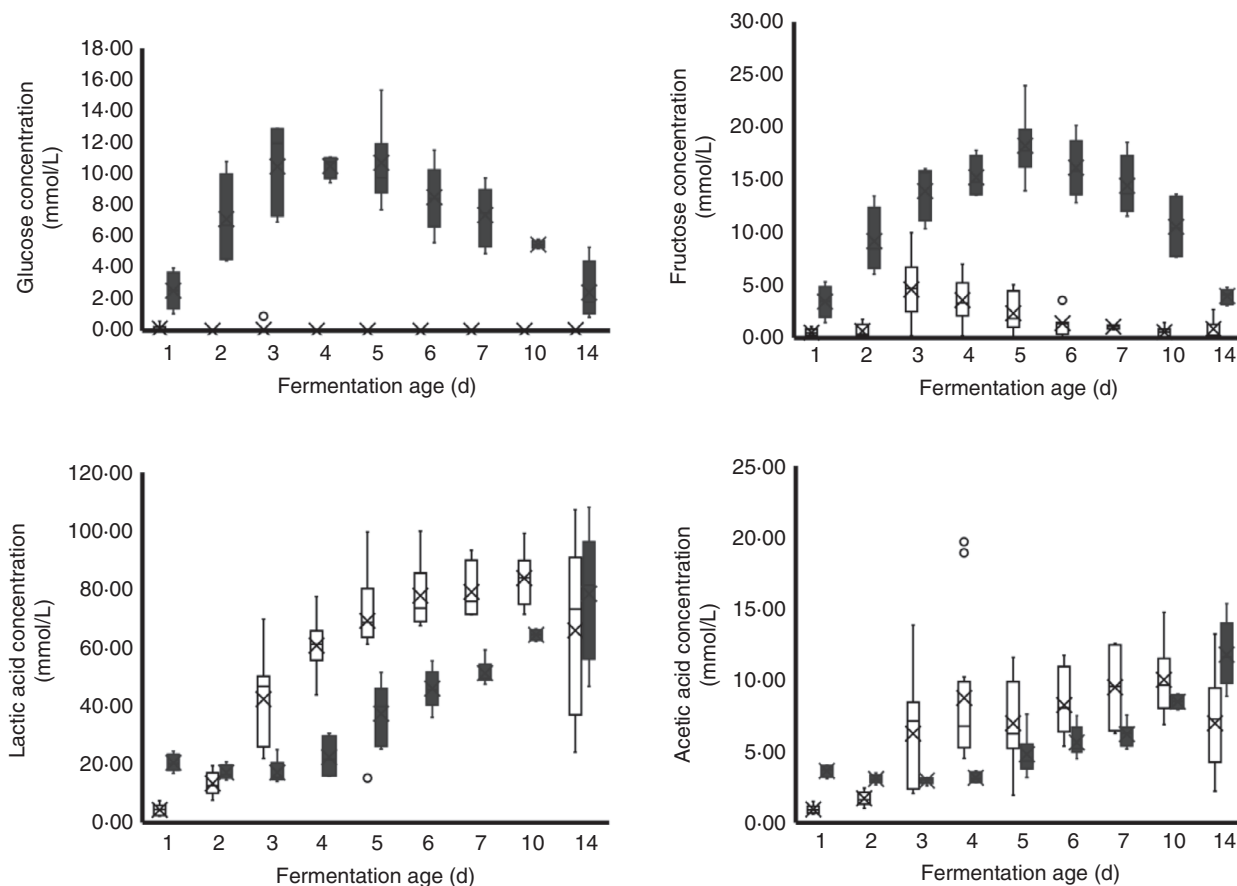 Glucose concentration
(mmol/L)
18·00
16·00
14·00
12·00
10·00
8·00
6·00
4·00
2·00
0·00
1 2 3 4 5 6 7 10 14
Fermentation age (d)
Fructose concentration
(mmol/L)
30·00
25·00
20·00
15·00
10·00
5·00
0·00
1 2 3 4 5 6 7 10 14
Fermentation age (d)
Lactic acid concentration
(mmol/L)
120·00
100·00
80·00
60·00
40·00
20·00
0·00
1 2 3 4 5 6 7 10 14
Fermentation age (d)
Acetic acid concentration
(mmol/L)
25·00
20·00
15·00
10·00
5·00
0·00
1 2 3 4 5 6 7 10 14
Fermentation age (d)